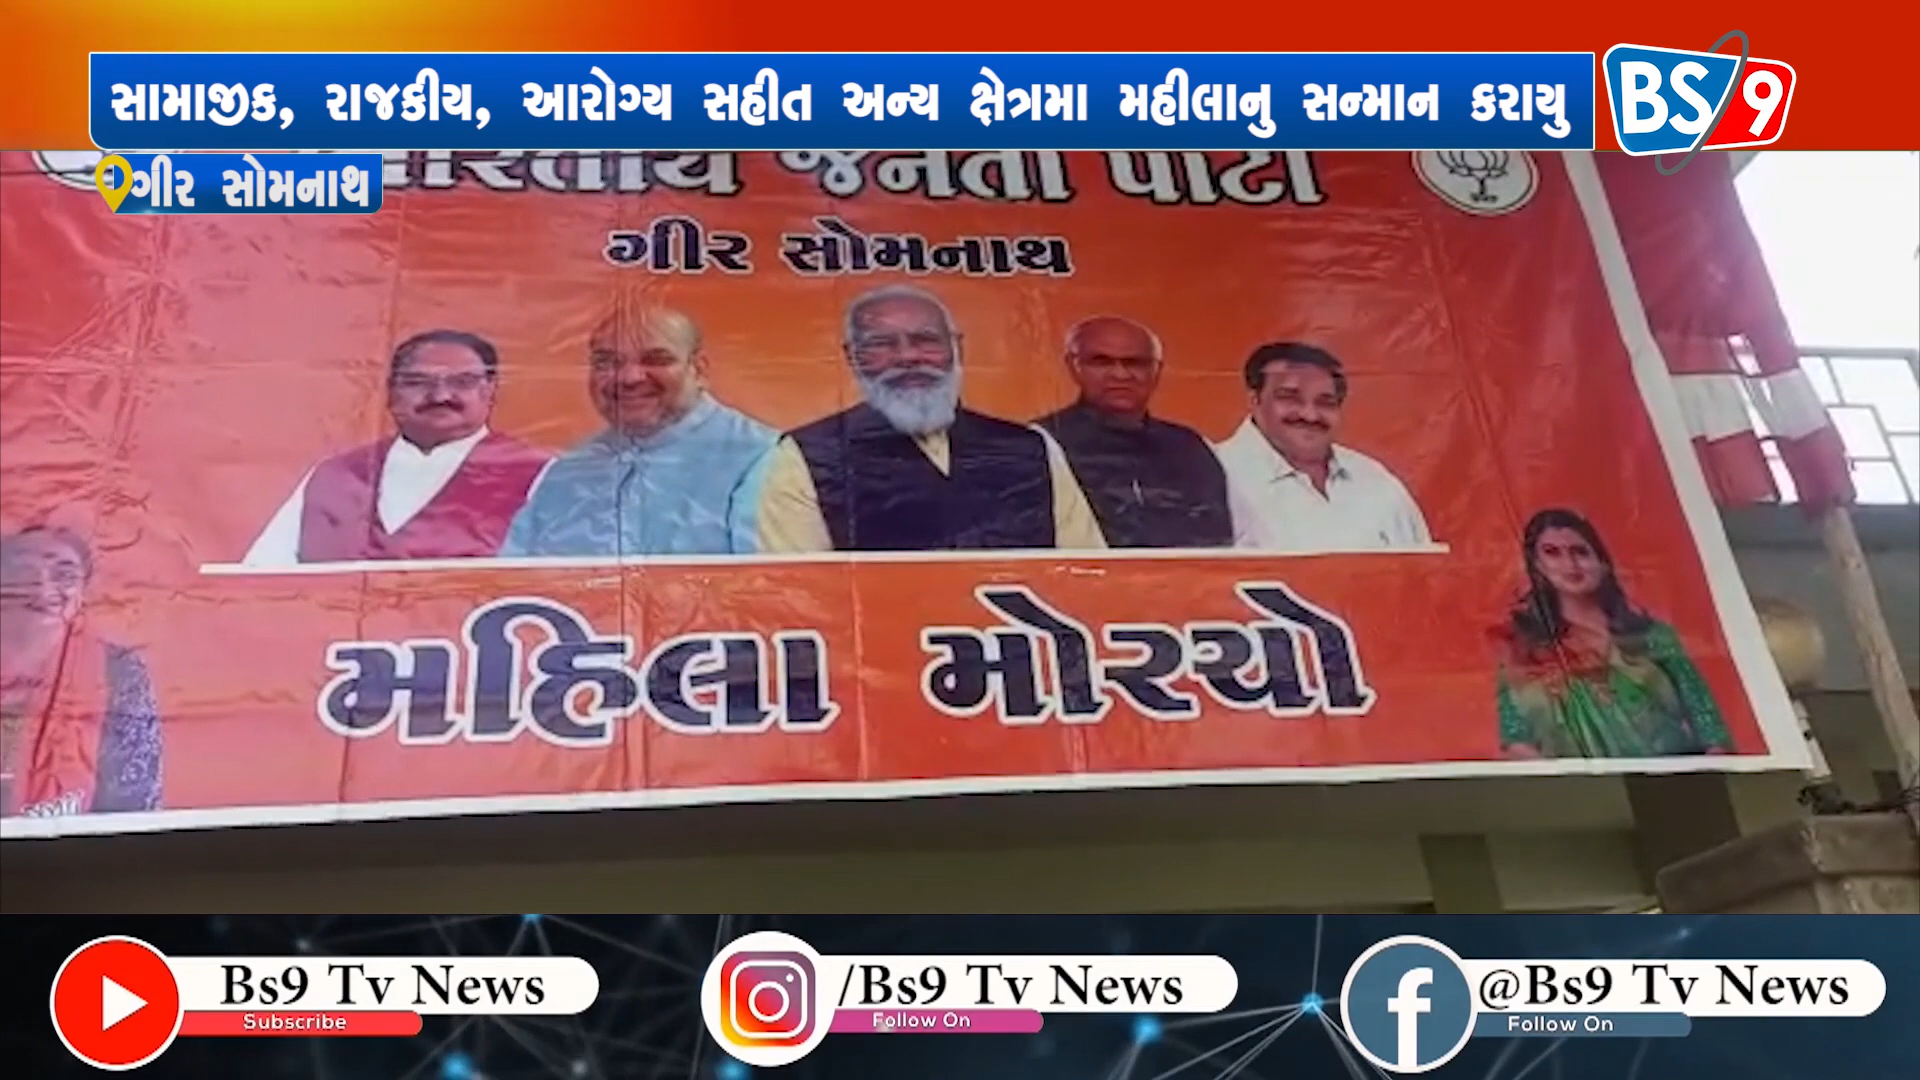 સામાજીક, રાજકીય, આરોગ્ય સહીત અન્ય ક્ષેત્રમા મહીલાનુ સન્માન કરાયુ
BS9
ગીર સોમનાથ
જનતા પાર્ટી
ગીર સોમનાથ
મહિલા મોરચો
Bs9 Tv News
Subscribe
/Bs9 Tv News
Follow On
@Bs9 Tv News
Follow On